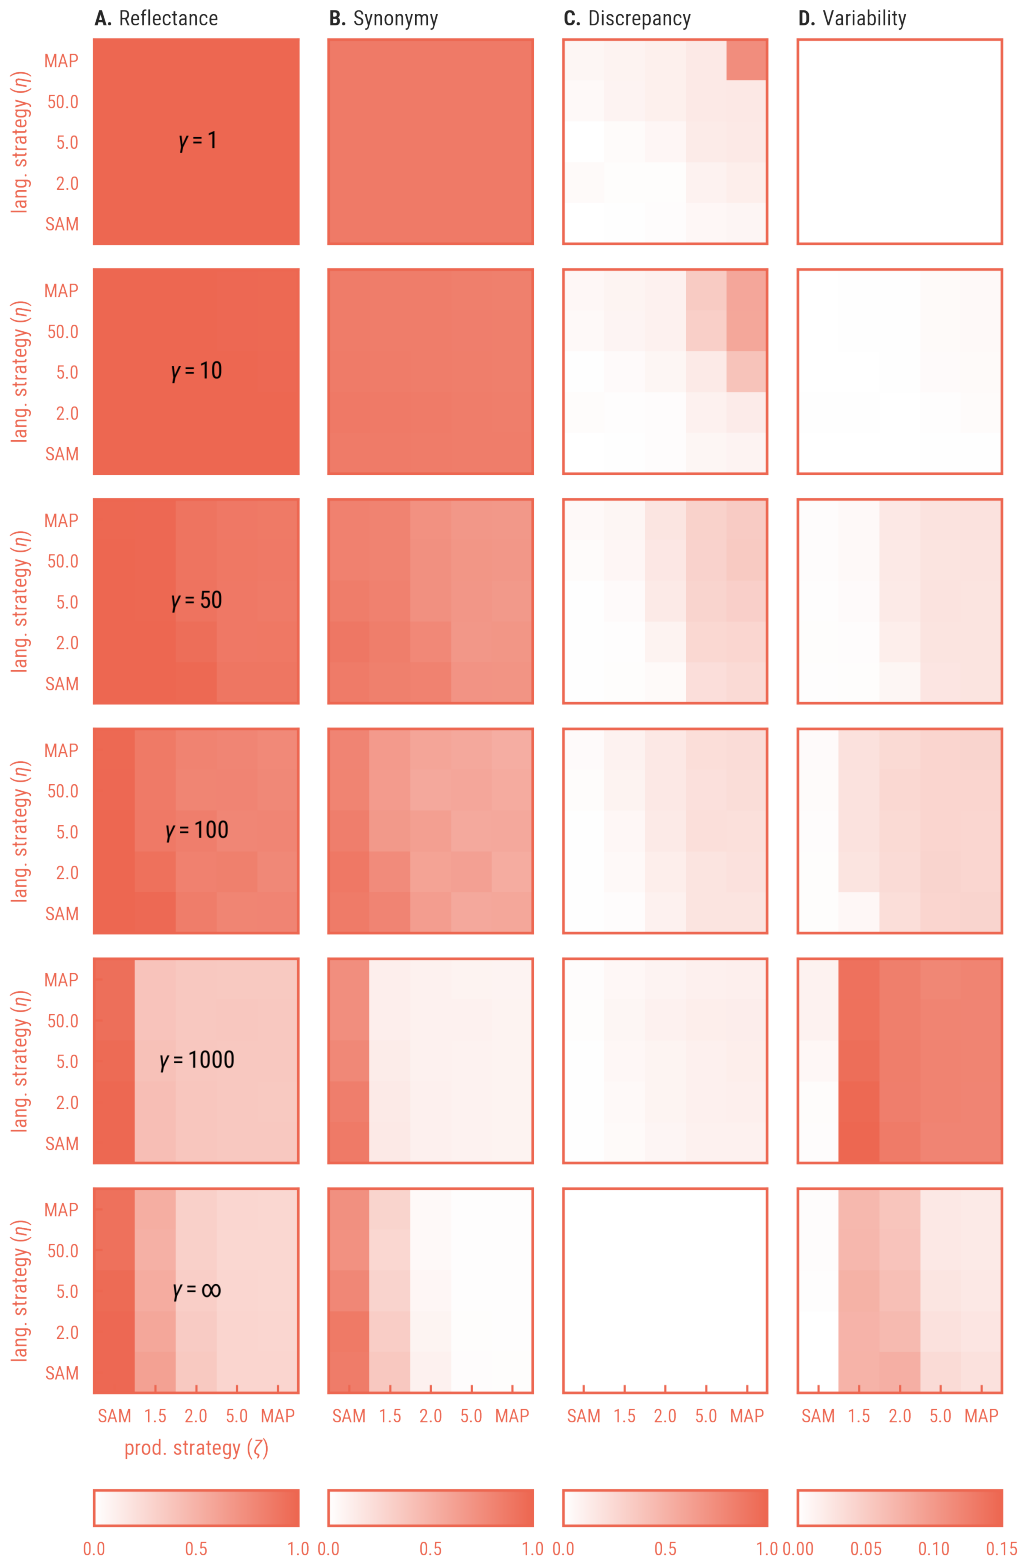 A. Reflectance B. Synonymy C. Discrepancy D. Variability
lang. strategy (η)
MAP
50.0
5.0
2.0
SAM
γ = 1
lang. strategy (η)
MAP
50.0
5.0
2.0
SAM
γ = 10
lang. strategy (η)
MAP
50.0
5.0
2.0
SAM
γ = 50
lang. strategy (η)
MAP
50.0
5.0
2.0
SAM
γ = 100
lang. strategy (η)
MAP
50.0
5.0
2.0
SAM
γ = 1000
lang. strategy (η)
MAP
50.0
5.0
2.0
SAM
γ = ∞
SAM 1.5 2.0 5.0 MAP SAM 1.5 2.0 5.0 MAP SAM 1.5 2.0 5.0 MAP SAM 1.5 2.0 5.0 MAP
prod. strategy (ζ)
0.0 0.5 1.0 0.0 0.5 1.0 0.0 0.5 1.0 0.00 0.05 0.10 0.15